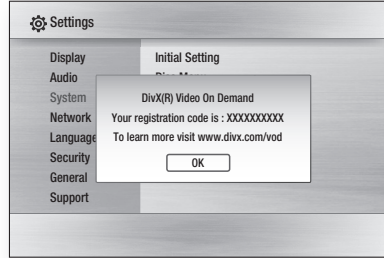 Settings
Display
Initial Setting
Audio
System
DivX(R) Video On Demand
Network
Your registration code is : XXXXXXXXXX
Language
To learn more visit www.divx.com/vod
Security
OK
General
Support